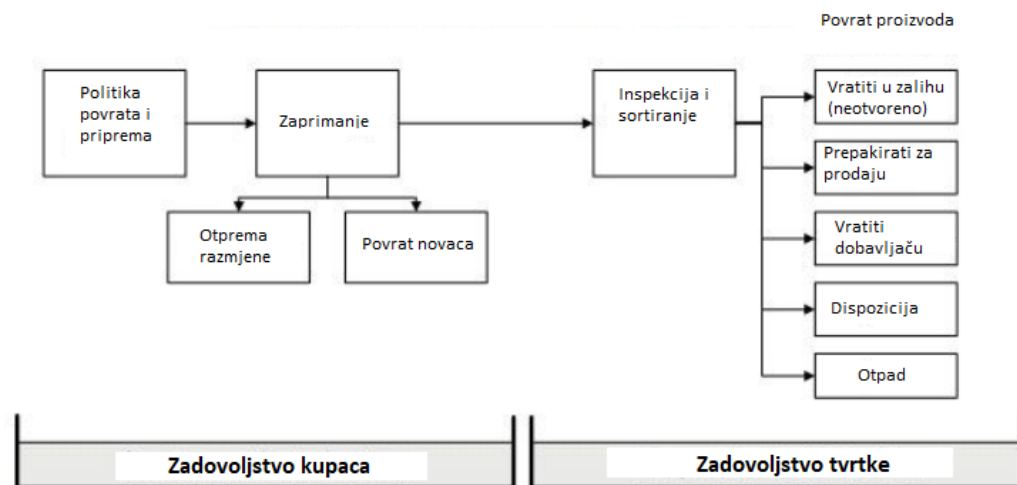 Povrat proizvoda
Politika
povrata i
priprema
Zaprimanje
Inspekcija i
sortiranje
Vratiti u zalihu
(neotvoreno)
Prepakirati za
prodaju
Vratiti
dobavljaču
Dispozicija
Otpad
Otprema
razmjene
Povrat novaca
Zadovoljstvo kupaca
Zadovoljstvo tvrtke